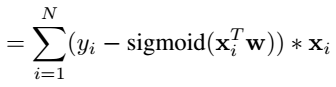 = \sum_{i=1}^{N} (y_i - \text{sigmoid}(\mathbf{x}_i^T \mathbf{w})) * \mathbf{x}_i